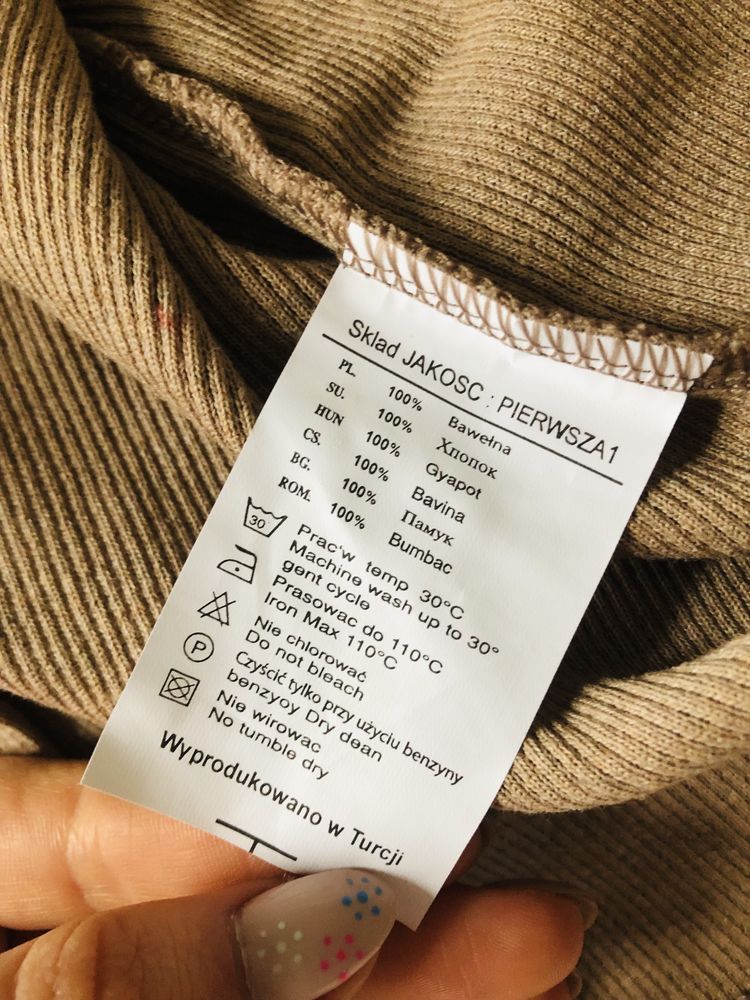 Sklad JAKOSC : PIERWSZA1
PL. 100% Bawełna
SU. 100% Хпопок
HUN 100% Gyapot
CS. 100% Bavina
BG. 100% Памук
ROM. 100% Bumbac
30 Prac'w temp 30°C
Machine wash up to 30°
gent cycle
Prasowac do 110°C
Iron Max 110°C
Nie chlorować
Do not bleach
P Czyścić tylko przy użyciu benzyny
benzyoy Dry dean
Nie wirowac
No tumble dry
Wyprodukowano w Turcji